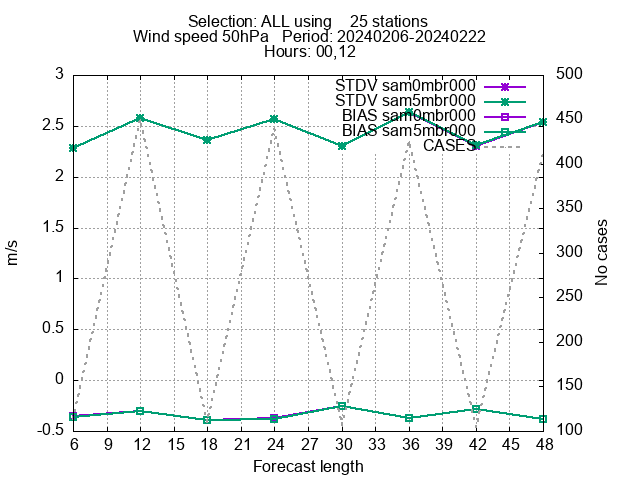 Selection: ALL using 25 stations
Wind speed 50hPa Period: 20240206-20240222
Hours: 00,12
STDV sam0mbr000
STDV sam5mbr000
BIAS sam0mbr000
BIAS sam5mbr000
CASES
3
2.5
2
1.5
1
0.5
0
-0.5
m/s
500
450
400
350
300
250
200
150
100
No cases
6 9 12 15 18 21 24 27 30 33 36 39 42 45 48
Forecast length